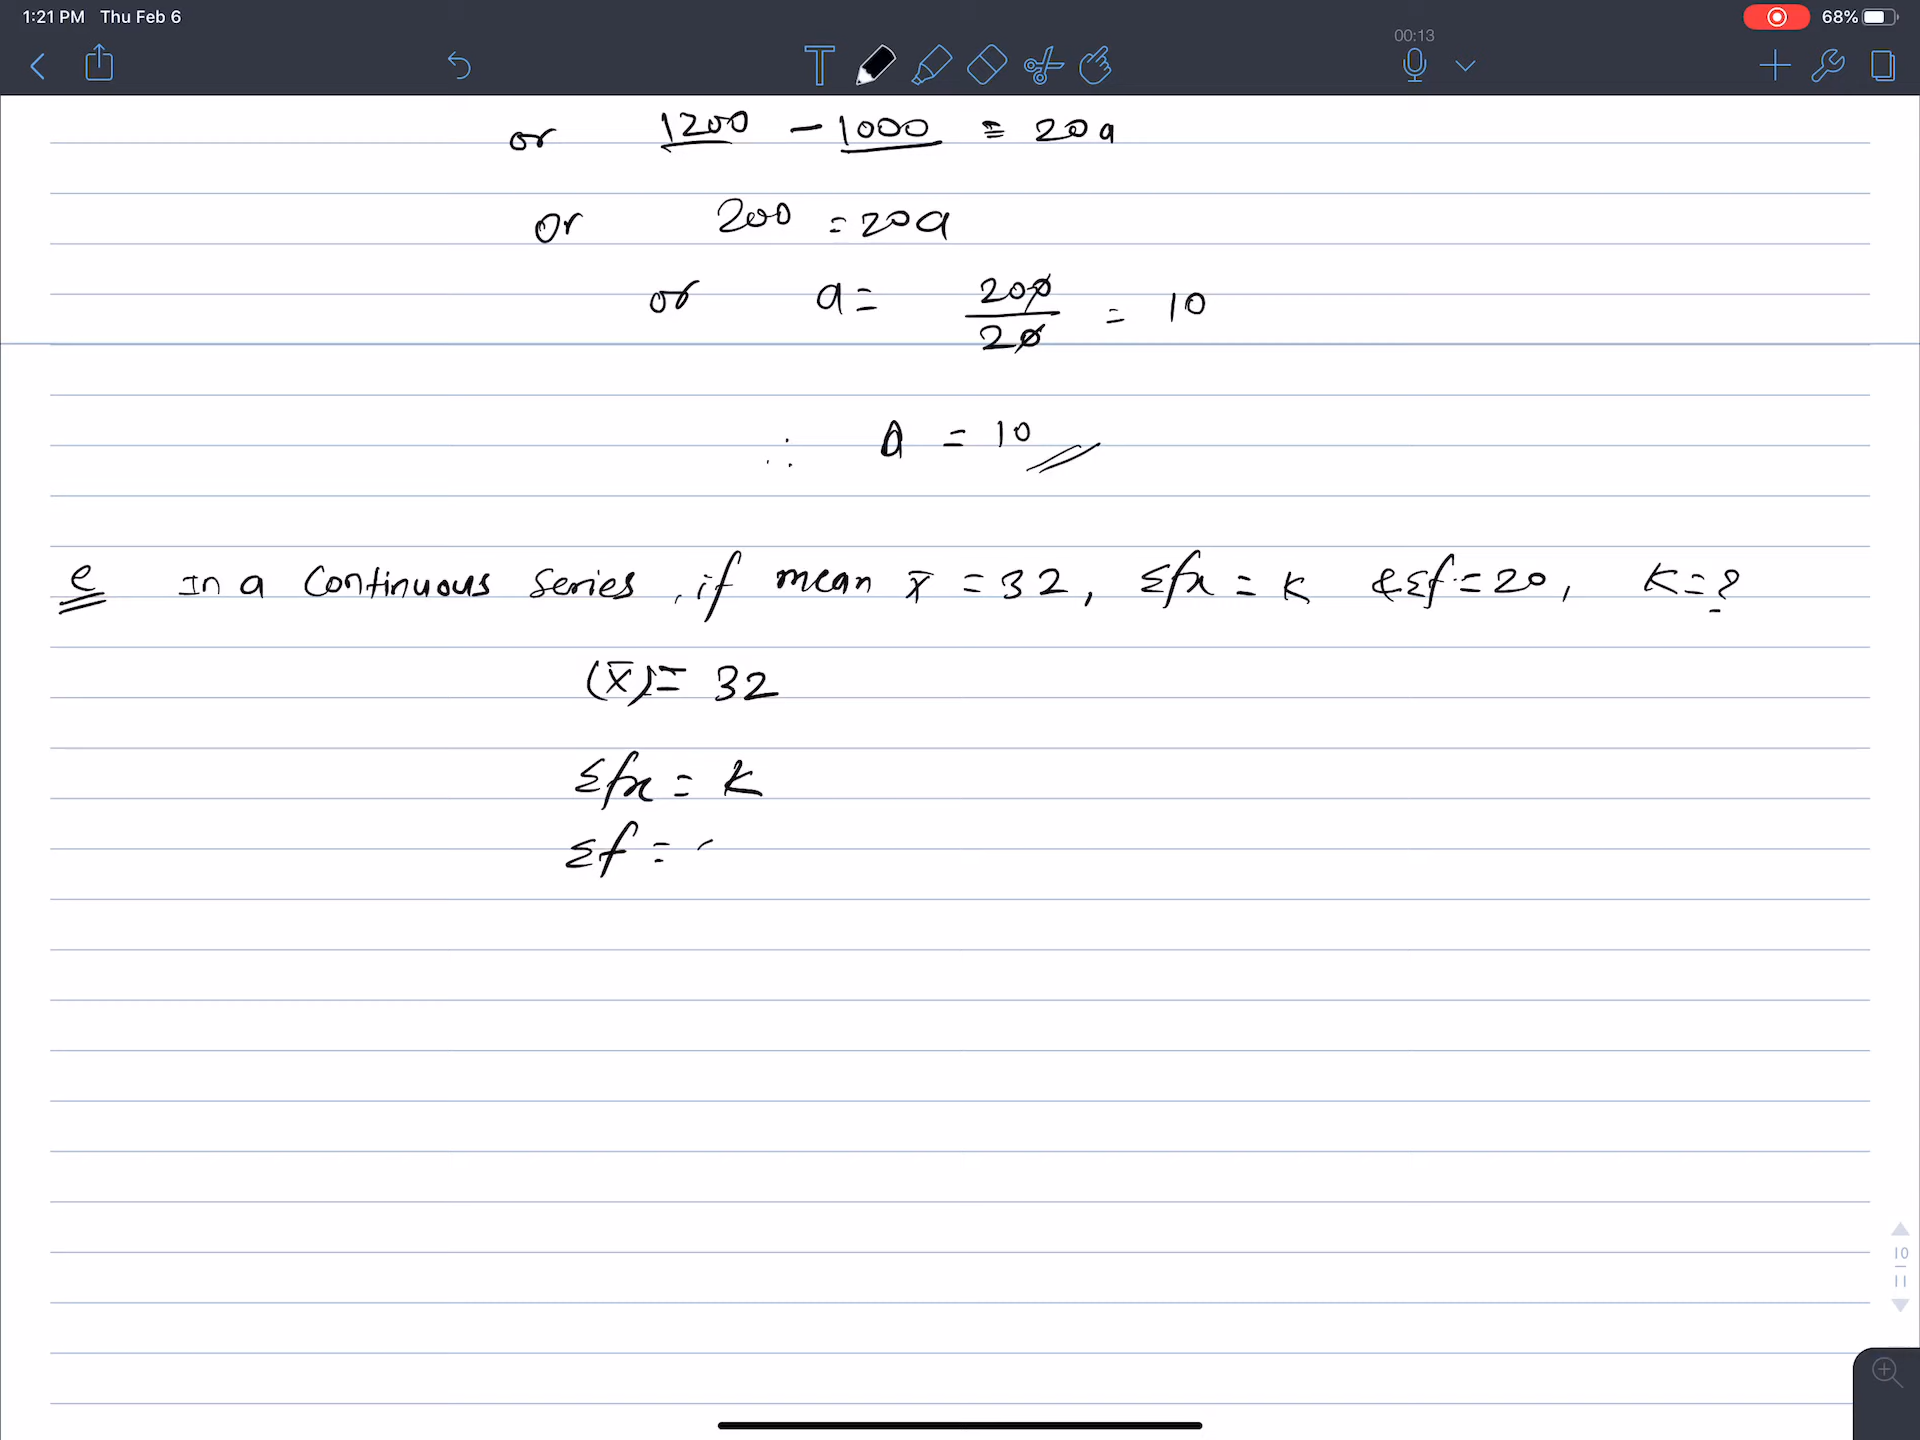 1:21 PM Thu Feb 6 68%
00:13
or 1200 - 1000 = 20a
or 200 = 20a
or a = 200/20 = 10
∴ a = 10
e In a Continuous Series, if mean x̄ = 32, Σfx = K & Σf = 20, K = ?
(x̄) = 32
Σfx = K
Σf =
10
11